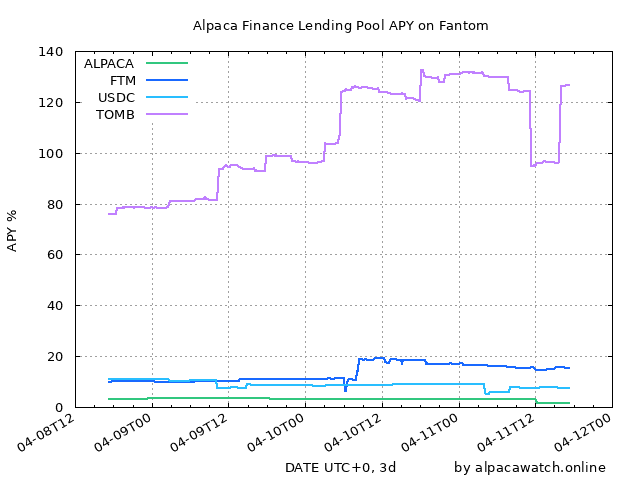 Alpaca Finance Lending Pool APY on Fantom
140
120
100
80
60
40
20
0
APY %
ALPACA
FTM
USDC
TOMB
04-08T12
04-09T00
04-09T12
04-10T00
04-10T12
04-11T00
04-11T12
04-12T00
DATE UTC+0, 3d
by alpacawatch.online